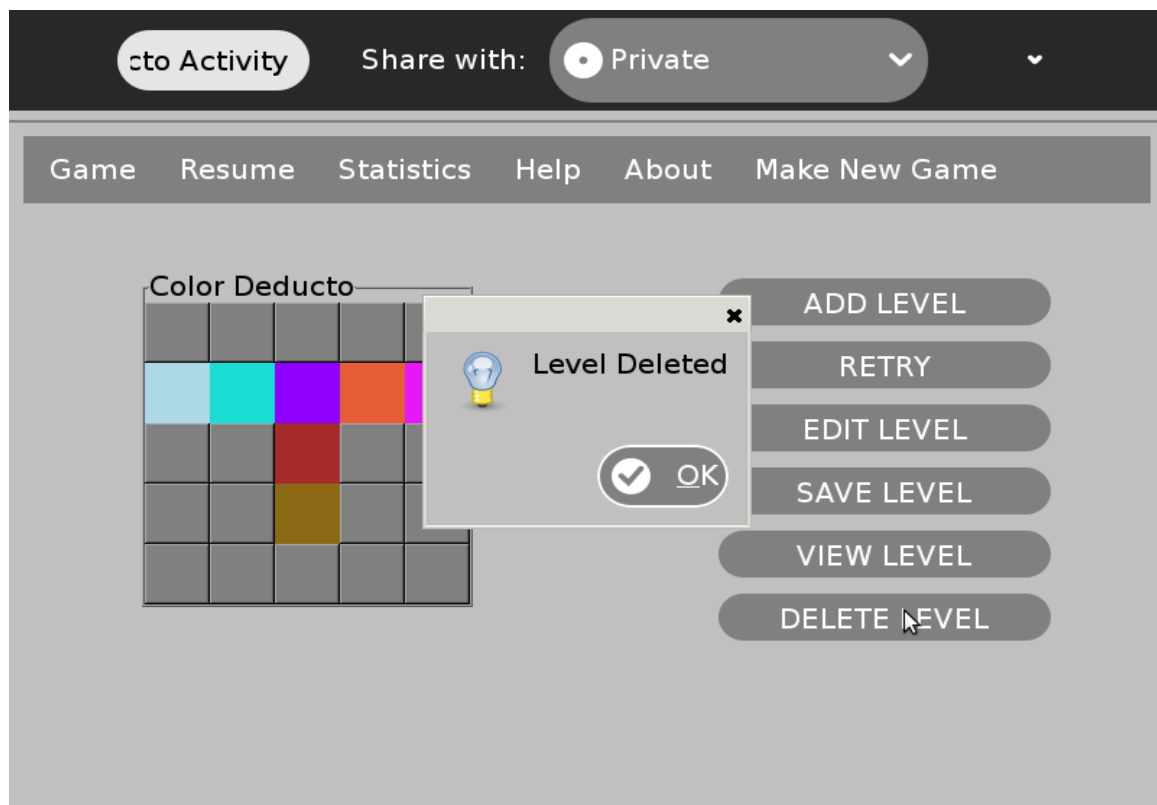 cto Activity Share with: Private
Game Resume Statistics Help About Make New Game
Color Deducto
Level Deleted
OK
ADD LEVEL
RETRY
EDIT LEVEL
SAVE LEVEL
VIEW LEVEL
DELETE LEVEL